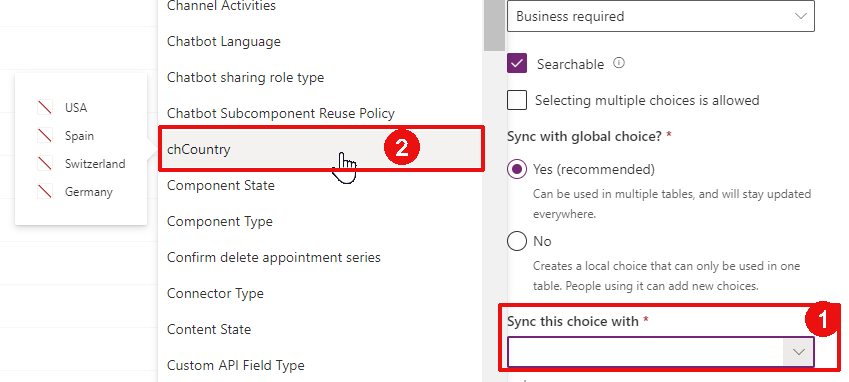 USA
Spain
Switzerland
Germany
Channel Activities
Chatbot Language
Chatbot sharing role type
Chatbot Subcomponent Reuse Policy
chCountry
2
Component State
Component Type
Confirm delete appointment series
Connector Type
Content State
Custom API Field Type
Business required
Searchable
Selecting multiple choices is allowed
Sync with global choice? *
Yes (recommended)
Can be used in multiple tables, and will stay updated
everywhere.
No
Creates a local choice that can only be used in one
table. People using it can add new choices.
Sync this choice with *
1